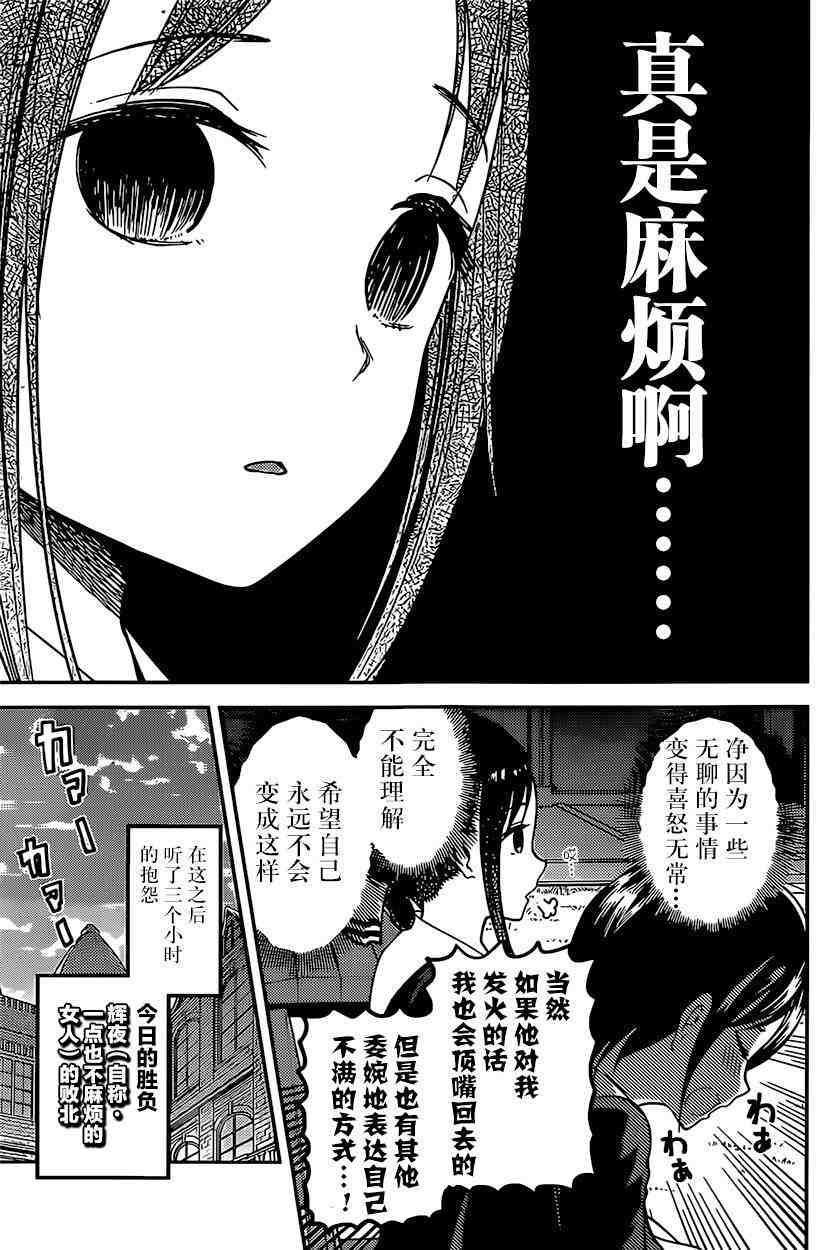 真是麻烦啊……
净因为一些
无聊的事情
变得喜怒无常…
哎…
完全
不能理解
希望自己
永远不会
变成这样
当然
如果他对我
发火的话
我也会顶嘴回去的
但是也有其他
委婉地表达自己
不满的方式…！
わぁ
わぁ
カァー
カァー
在这之后
听了三个小时
的抱怨
今日的胜负
辉夜（自称・
一点也不麻烦的
女人）的败北